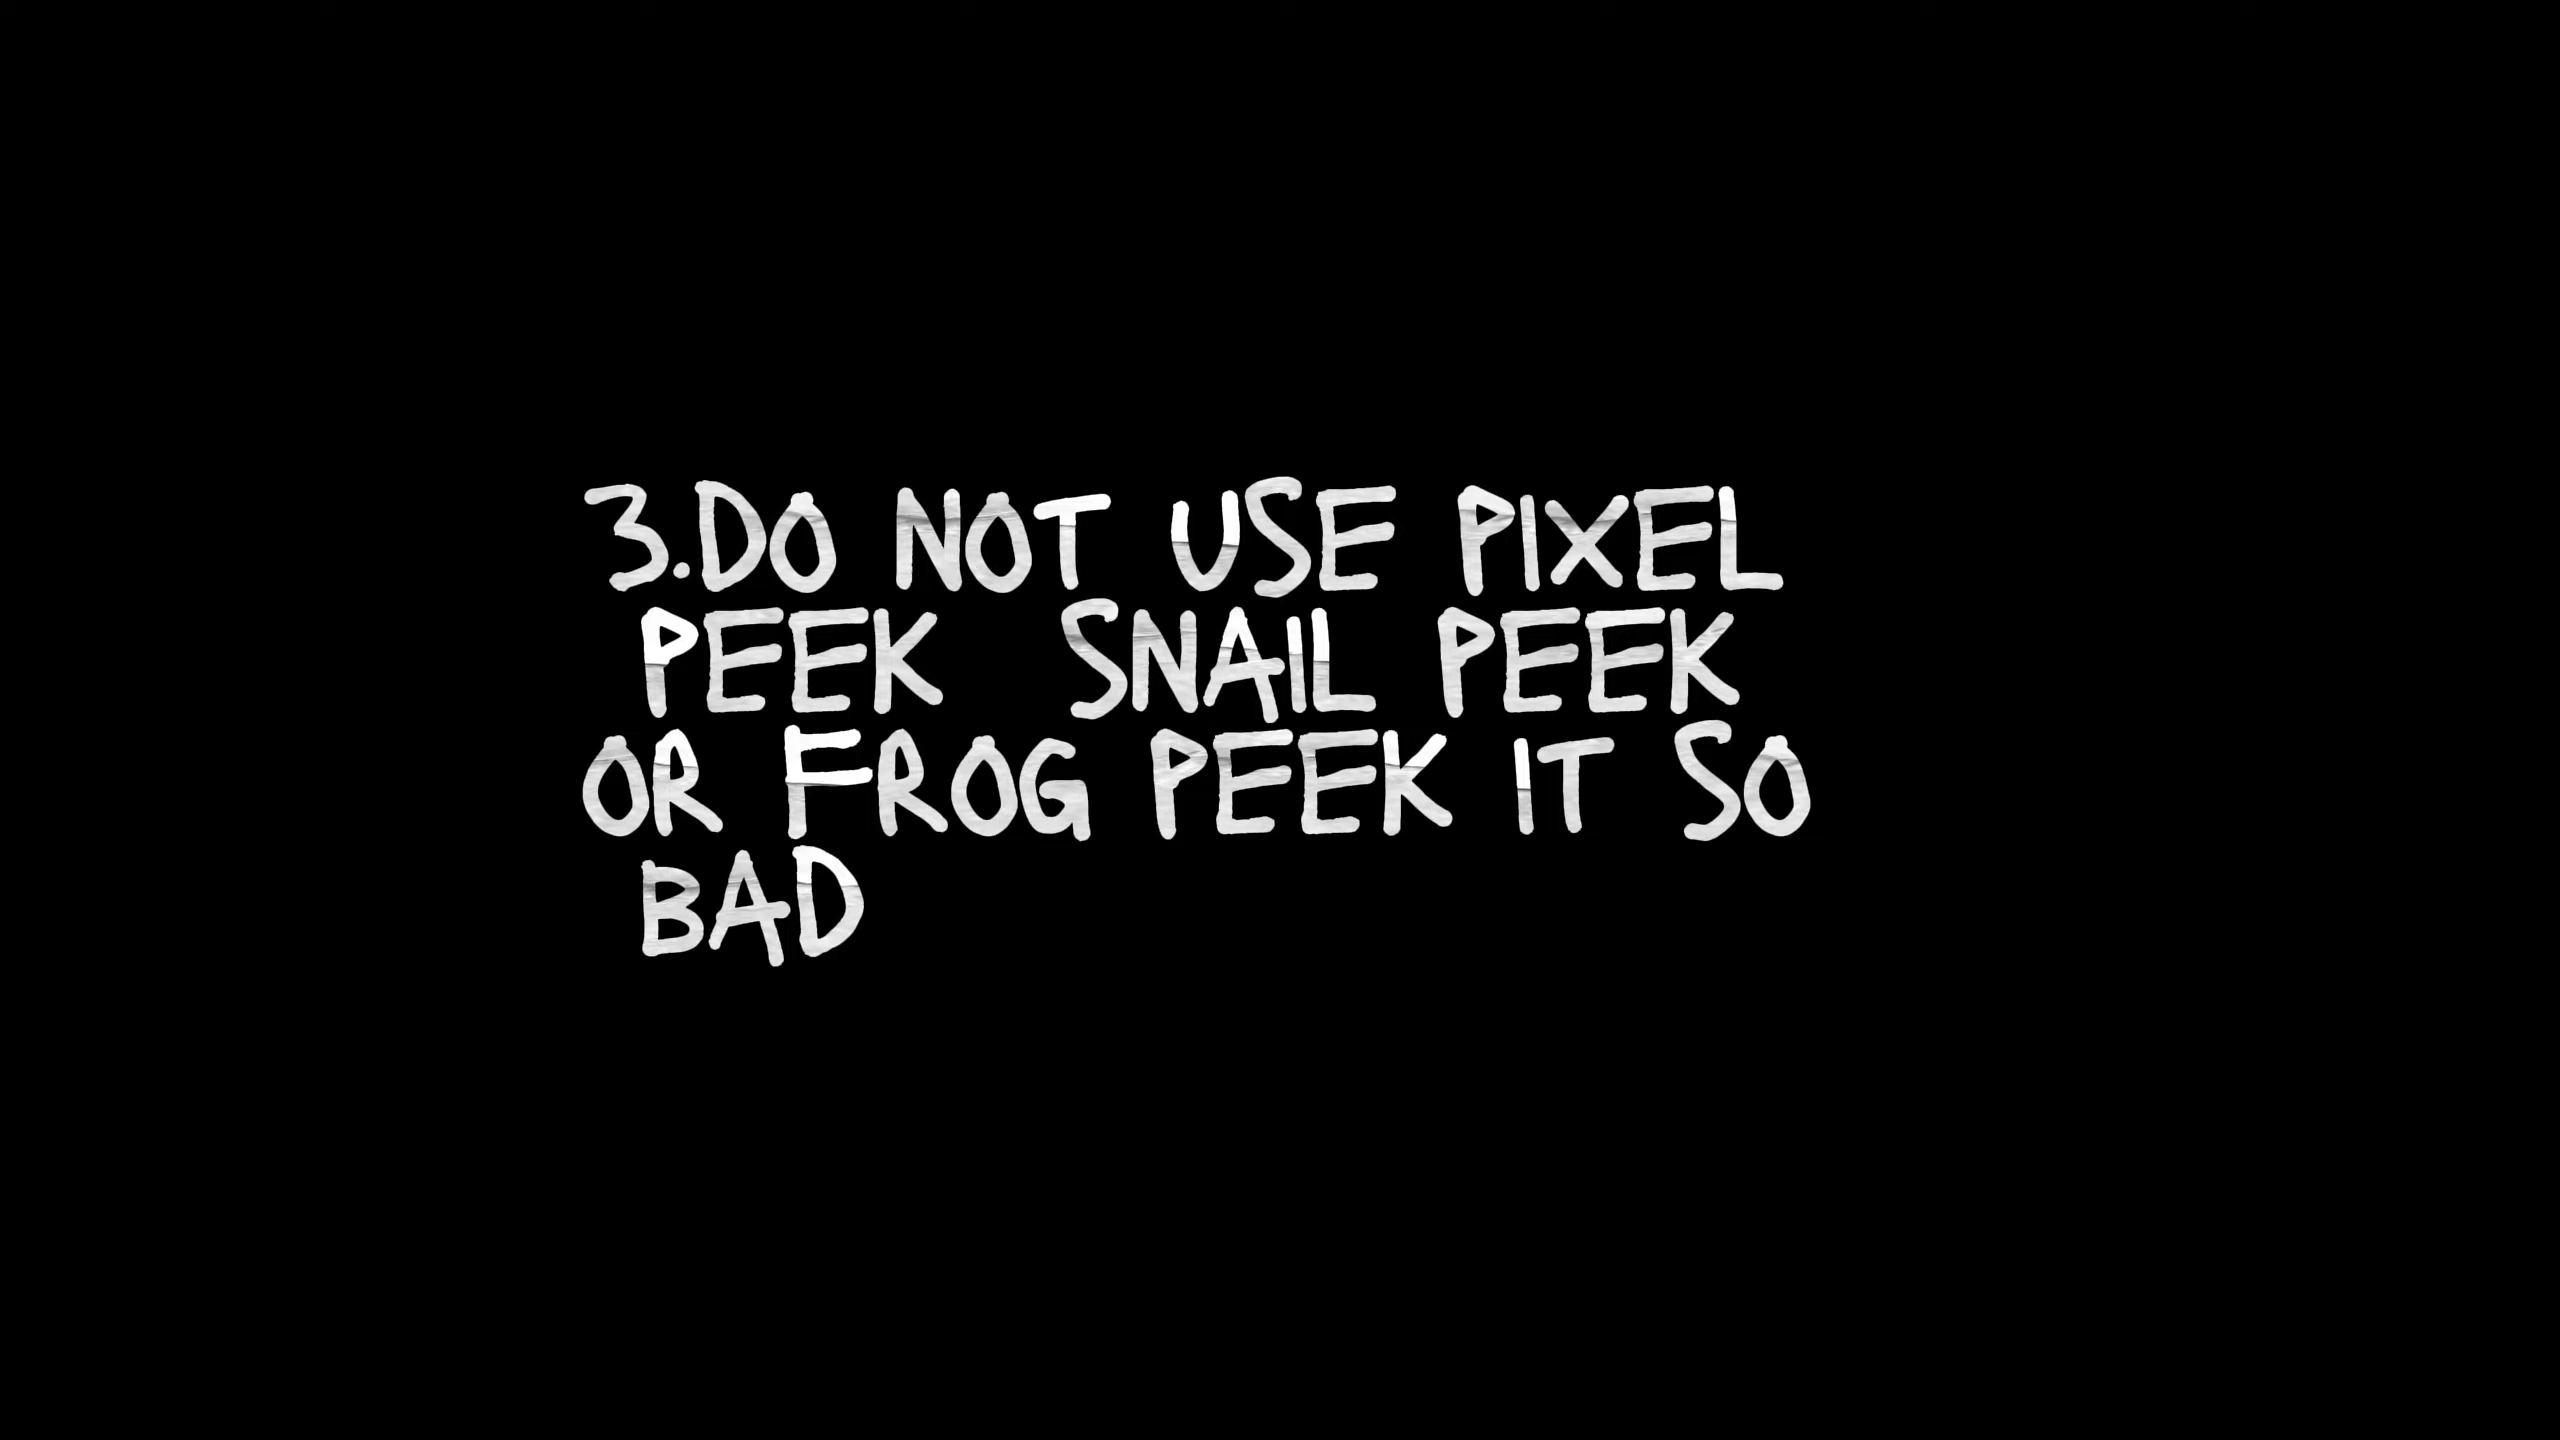 3.DO NOT USE PIXEL
PEEK SNAIL PEEK
OR FROG PEEK IT SO
BAD